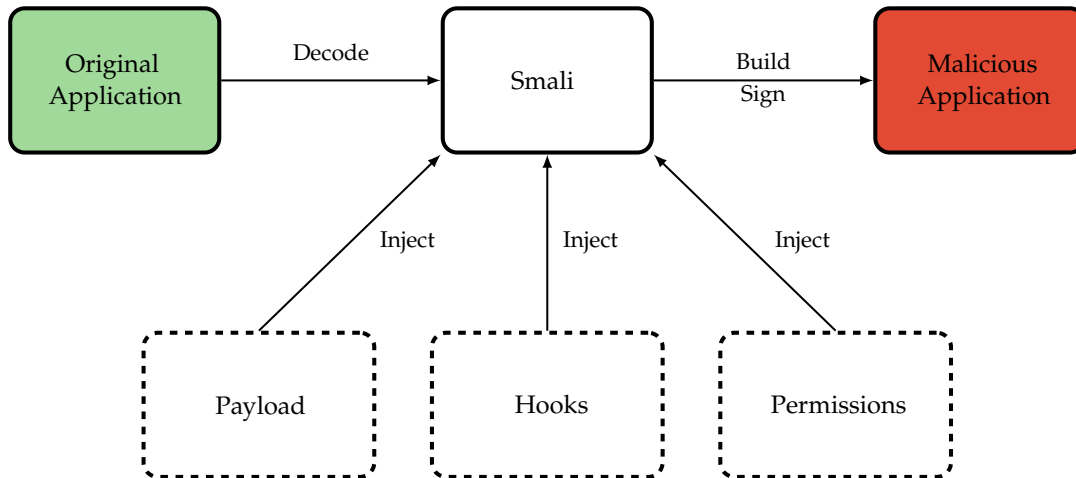 Original
Application
Decode
Smali
Build
Sign
Malicious
Application
Inject
Inject
Inject
Payload
Hooks
Permissions